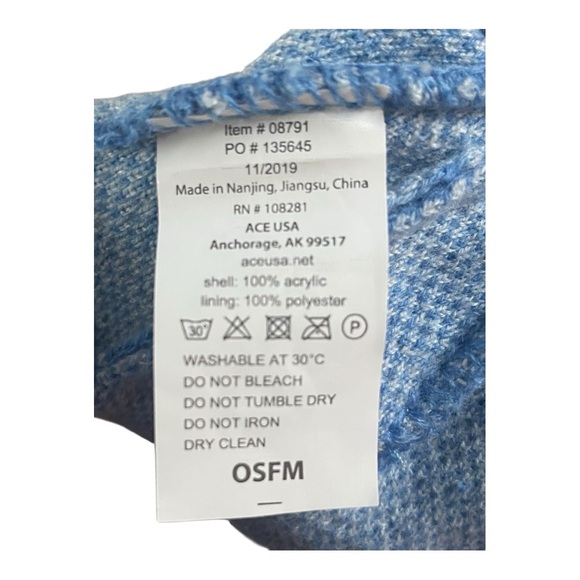 Item # 08791
PO # 135645
11/2019
Made in Nanjing, Jiangsu, China
RN # 108281
ACE USA
Anchorage, AK 99517
aceusa.net
shell: 100% acrylic
lining: 100% polyester
30° P
WASHABLE AT 30°C
DO NOT BLEACH
DO NOT TUMBLE DRY
DO NOT IRON
DRY CLEAN
OSFM